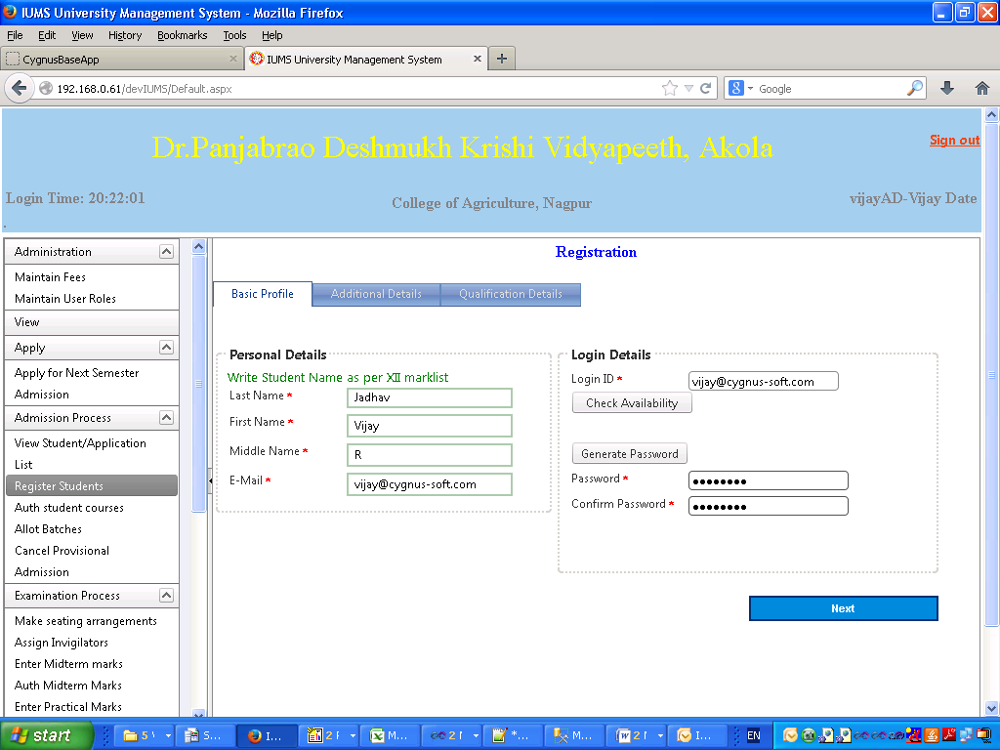 IUMS University Management System - Mozilla Firefox
File Edit View History Bookmarks Tools Help
CygnusBaseApp
IUMS University Management System
192.168.0.61/devIUMS/Default.aspx
Google
Dr.Panjabrao Deshmukh Krishi Vidyapeeth, Akola
Sign out
Login Time: 20:22:01
College of Agriculture, Nagpur
vijayAD-Vijay Date
.
Administration
Maintain Fees
Maintain User Roles
View
Apply
Apply for Next Semester
Admission
Admission Process
View Student/Application
List
Register Students
Auth student courses
Allot Batches
Cancel Provisional
Admission
Examination Process
Make seating arrangements
Assign Invigilators
Enter Midterm marks
Auth Midterm Marks
Enter Practical Marks
Registration
Basic Profile Additional Details Qualification Details
Personal Details
Write Student Name as per XII marklist
Last Name * Jadhav
First Name * Vijay
Middle Name * R
E-Mail * vijay@cygnus-soft.com
Login Details
Login ID * vijay@cygnus-soft.com
Check Availability
Generate Password
Password * ●●●●●●●●
Confirm Password * ●●●●●●●●
Next
start 5 S... I... 2 M... 2 *... M... 2 I... EN